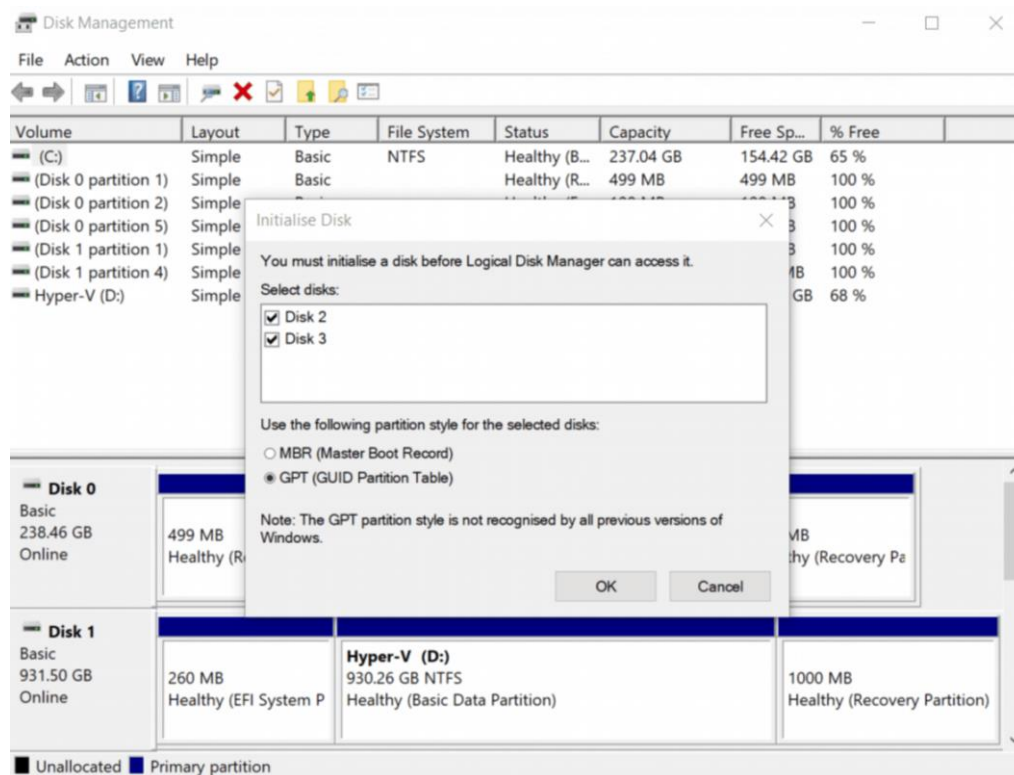 Disk Management
File Action View Help
Volume Layout Type File System Status Capacity Free Sp... % Free
(C:) Simple Basic NTFS Healthy (B... 237.04 GB 154.42 GB 65 %
(Disk 0 partition 1) Simple Basic Healthy (R... 499 MB 499 MB 100 %
(Disk 0 partition 2) Simple 100 %
(Disk 0 partition 5) Simple 100 %
(Disk 1 partition 1) Simple 100 %
(Disk 1 partition 4) Simple 100 %
Hyper-V (D:) Simple GB 68 %
Initialise Disk
You must initialise a disk before Logical Disk Manager can access it.
Select disks:
Disk 2
Disk 3
Use the following partition style for the selected disks:
MBR (Master Boot Record)
GPT (GUID Partition Table)
Note: The GPT partition style is not recognised by all previous versions of
Windows.
OK Cancel
Disk 0
Basic
238.46 GB
Online
499 MB
Healthy (R
MB
thy (Recovery Pa
Disk 1
Basic
931.50 GB
Online
260 MB
Healthy (EFI System P
Hyper-V (D:)
930.26 GB NTFS
Healthy (Basic Data Partition)
1000 MB
Healthy (Recovery Partition)
Unallocated Primary partition